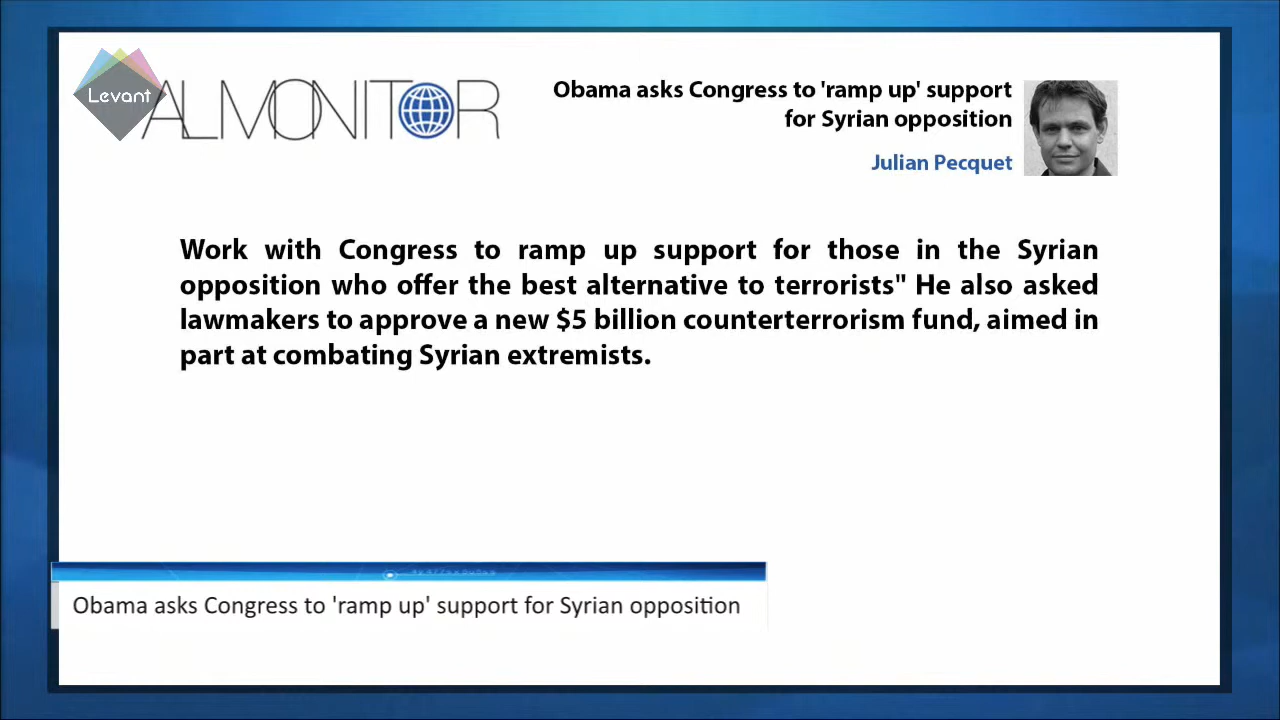 Levant
ALMONITOR
Obama asks Congress to 'ramp up' support
for Syrian opposition
Julian Pecquet
Work with Congress to ramp up support for those in the Syrian
opposition who offer the best alternative to terrorists" He also asked
lawmakers to approve a new $5 billion counterterrorism fund, aimed in
part at combating Syrian extremists.
Obama asks Congress to 'ramp up' support for Syrian opposition